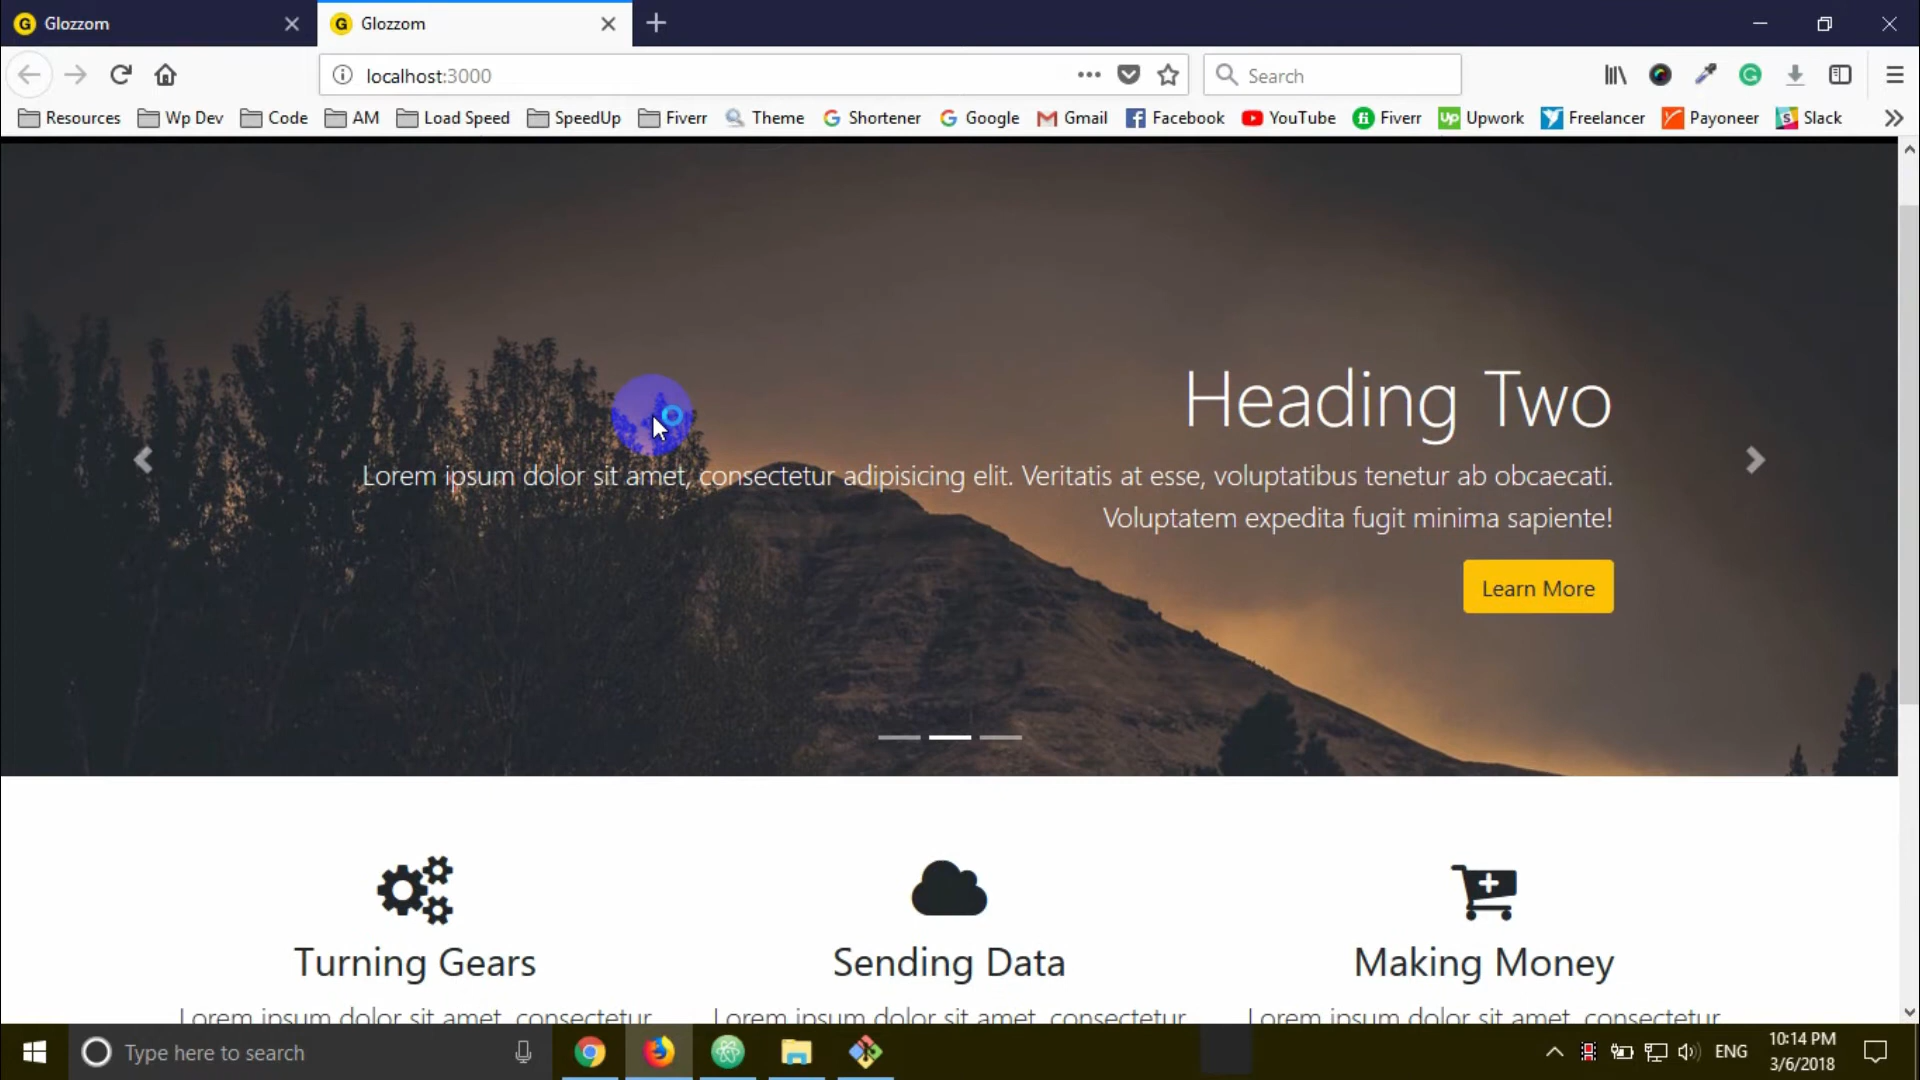 Glozzom
Glozzom
localhost:3000
Search
Resources Wp Dev Code AM Load Speed SpeedUp Fiverr Theme Shortener Google Gmail Facebook YouTube Fiverr Upwork Freelancer Payoneer Slack
Heading Two
Lorem ipsum dolor sit amet, consectetur adipisicing elit. Veritatis at esse, voluptatibus tenetur ab obcaecati.
Voluptatem expedita fugit minima sapiente!
Learn More
Turning Gears
Sending Data
Making Money
Lorem ipsum dolor sit amet, consectetur
Lorem ipsum dolor sit amet, consectetur
Lorem ipsum dolor sit amet, consectetur
Type here to search
ENG
10:14 PM
3/6/2018